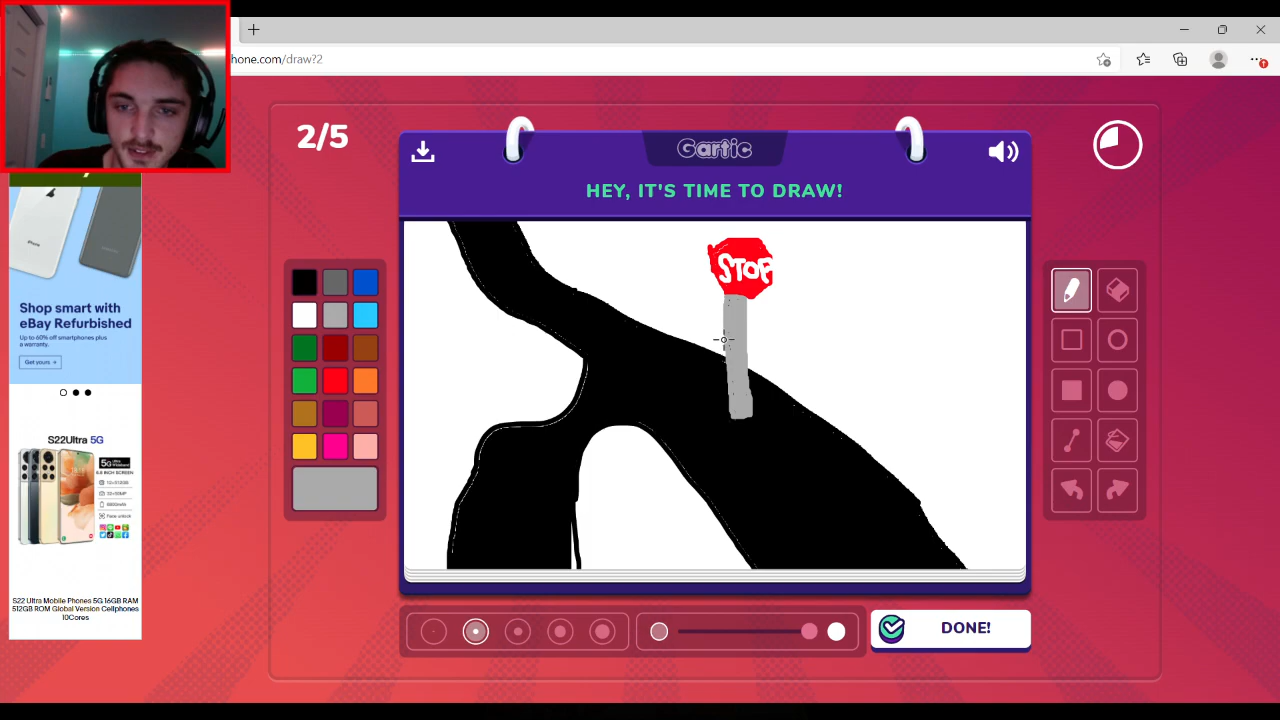 hone.com/draw?2
2/5
Gartic
HEY, IT'S TIME TO DRAW!
STOP
Shop smart with
eBay Refurbished
Up to 60% off smartphones plus
a warranty.
Get yours →
S22Ultra 5G
S22 Ultra Mobile Phones 5G 16GB RAM
512GB ROM Global Version Cellphones
10Cores
DONE!